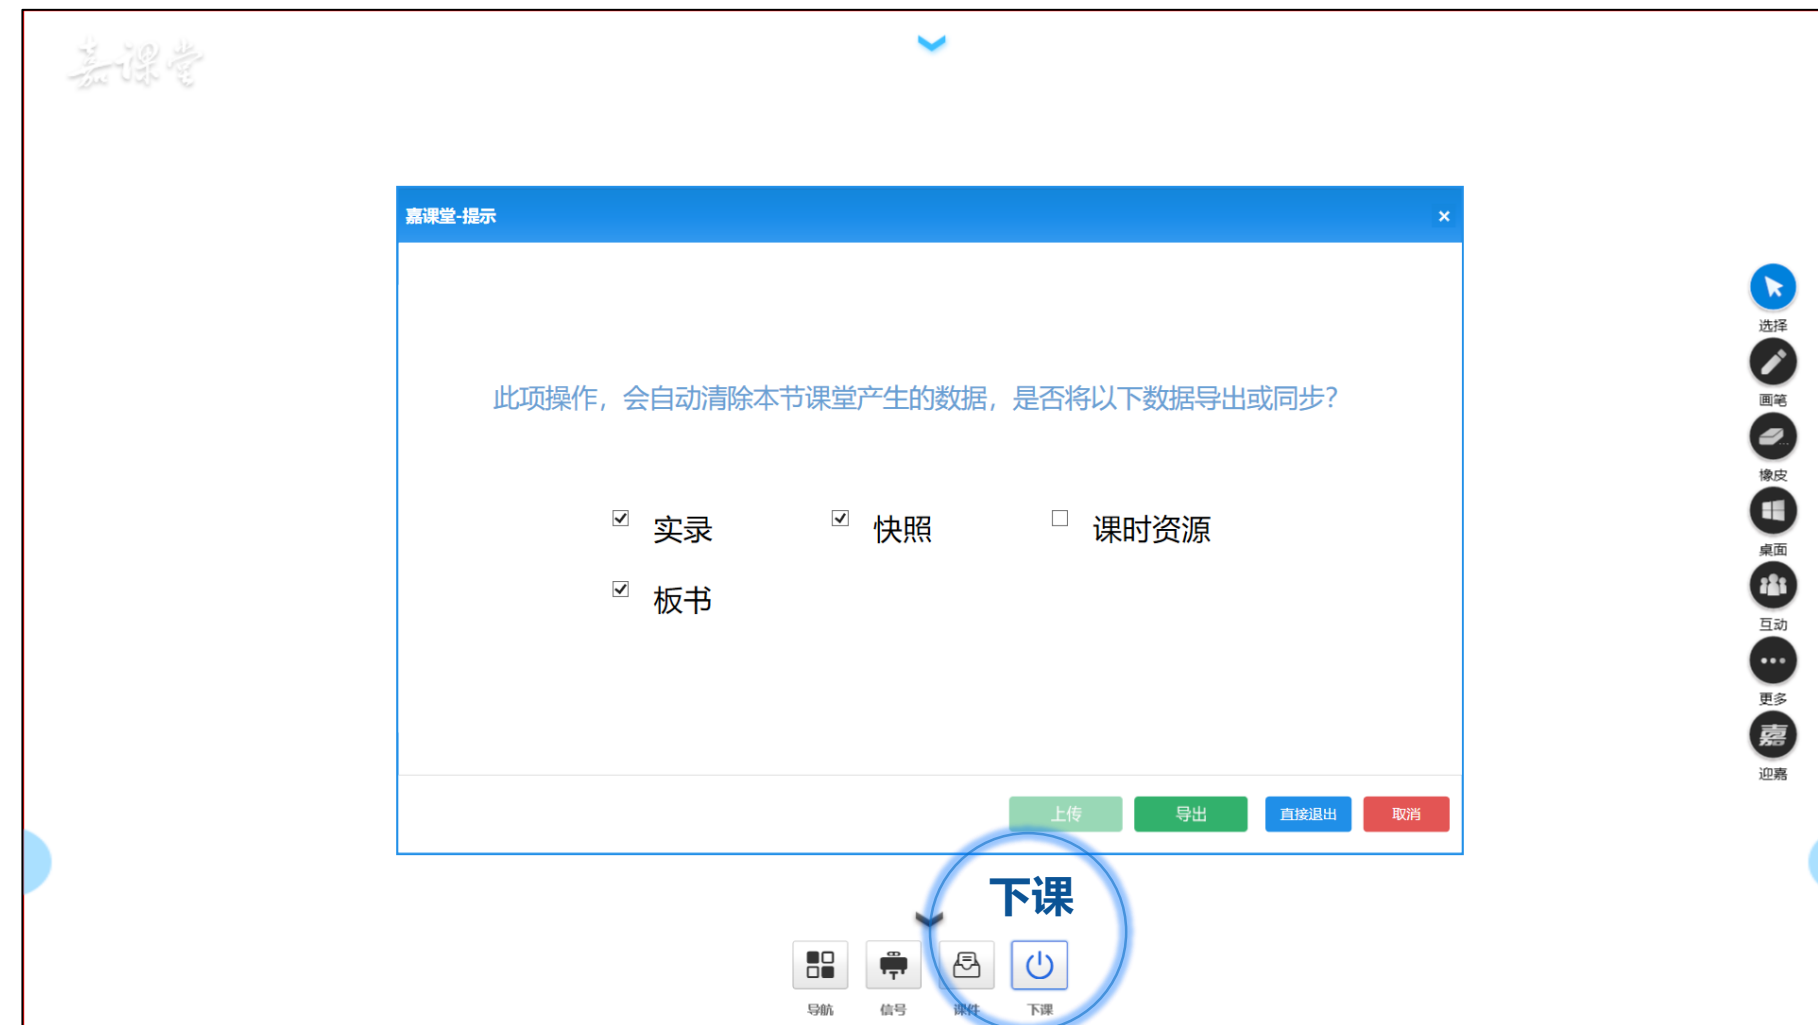 嘉课堂
嘉课堂-提示
此项操作，会自动清除本节课堂产生的数据，是否将以下数据导出或同步？
实录 快照 课时资源
板书
上传 导出 直接退出 取消
选择
画笔
橡皮
桌面
互动
更多
嘉
迎嘉
下课
导航 信号 课件 下课